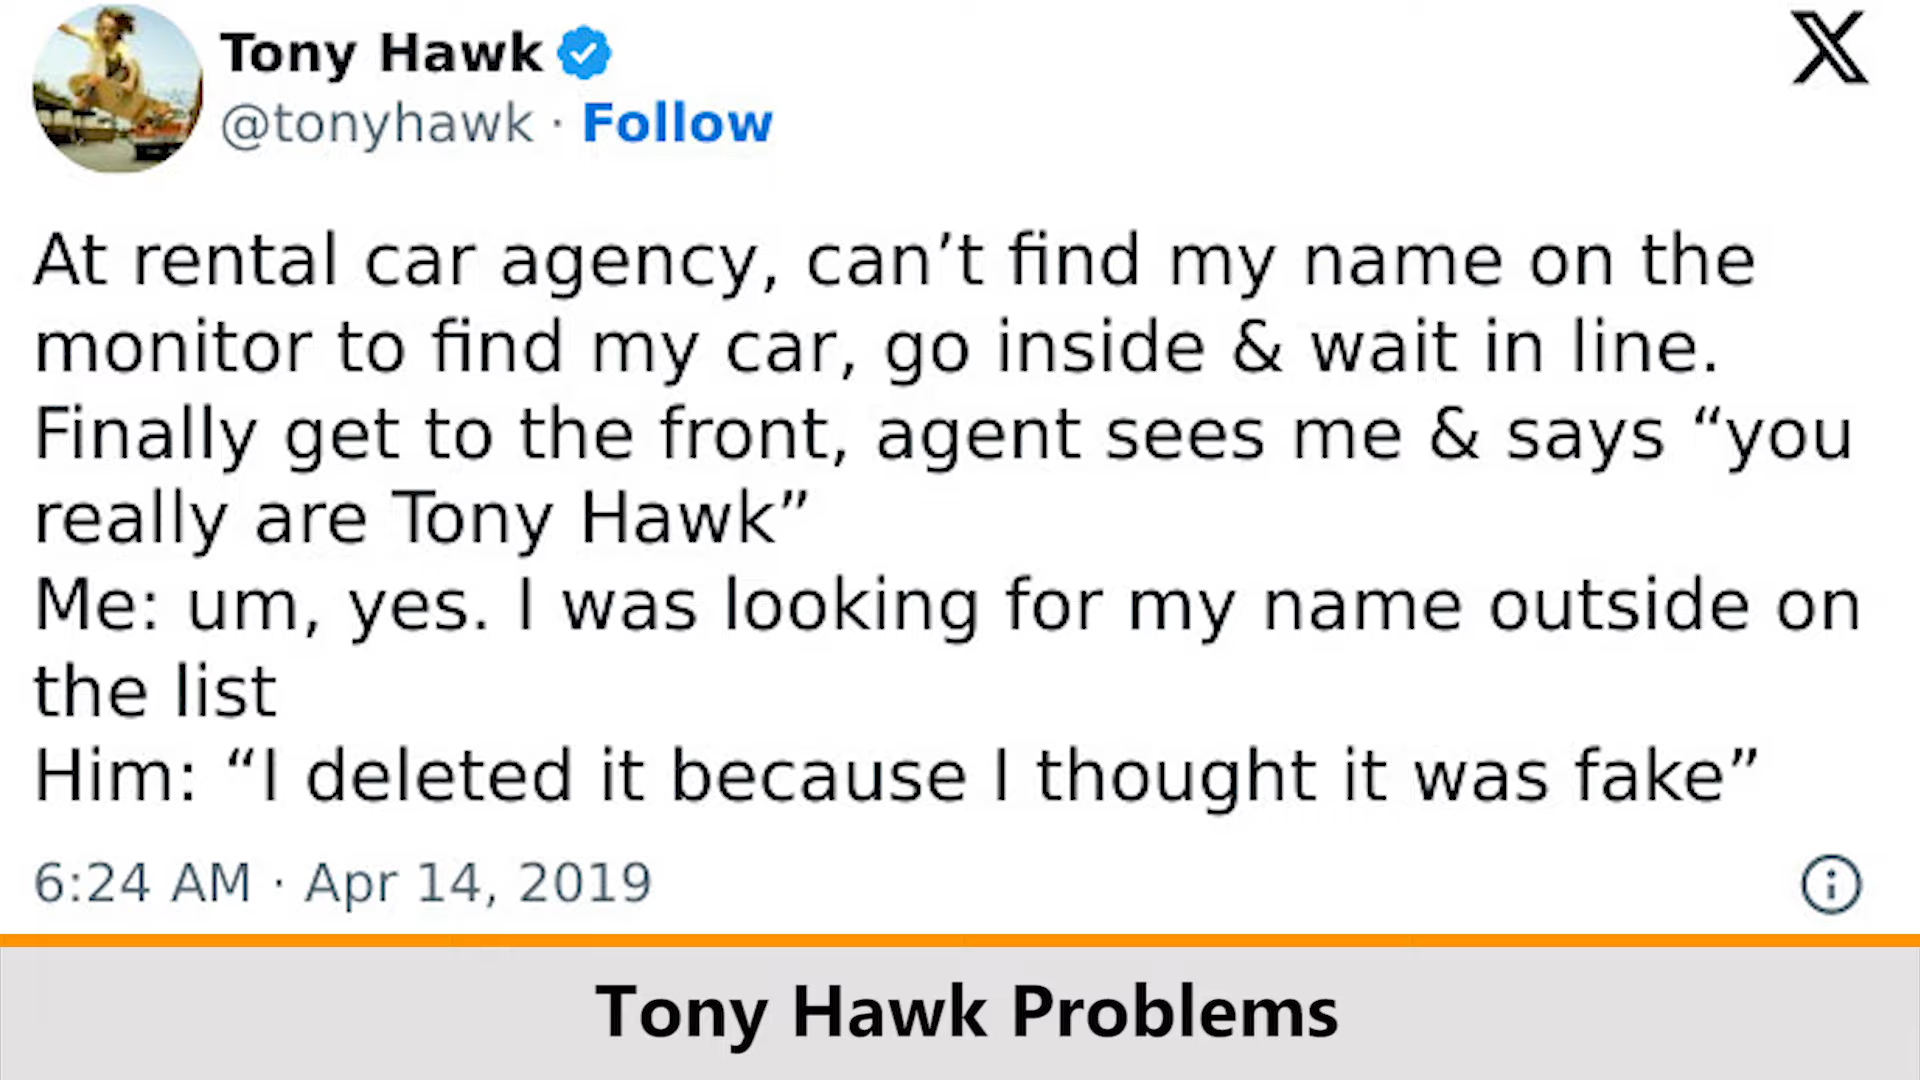 Tony Hawk
@tonyhawk · Follow
X
At rental car agency, can’t find my name on the
monitor to find my car, go inside & wait in line.
Finally get to the front, agent sees me & says “you
really are Tony Hawk”
Me: um, yes. I was looking for my name outside on
the list
Him: “I deleted it because I thought it was fake”
6:24 AM · Apr 14, 2019
Tony Hawk Problems